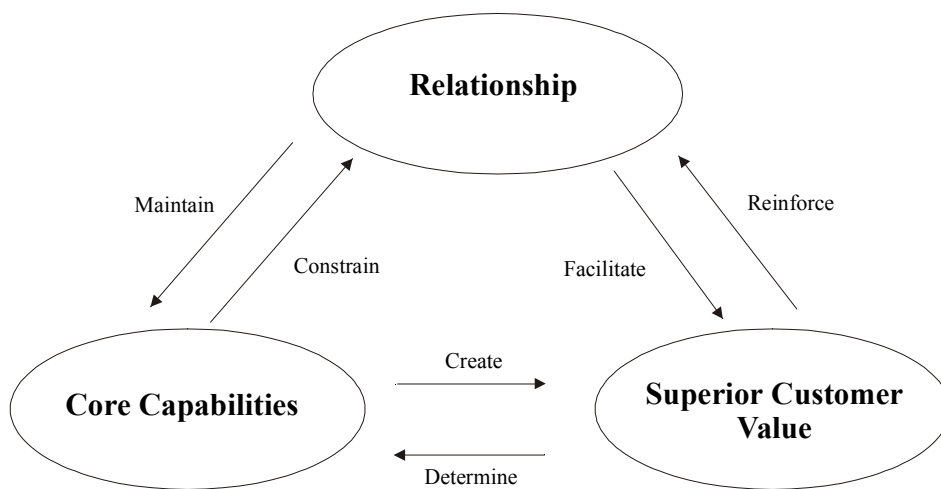 Relationship
Maintain
Reinforce
Constrain
Facilitate
Create
Core Capabilities
Superior Customer
Value
Determine